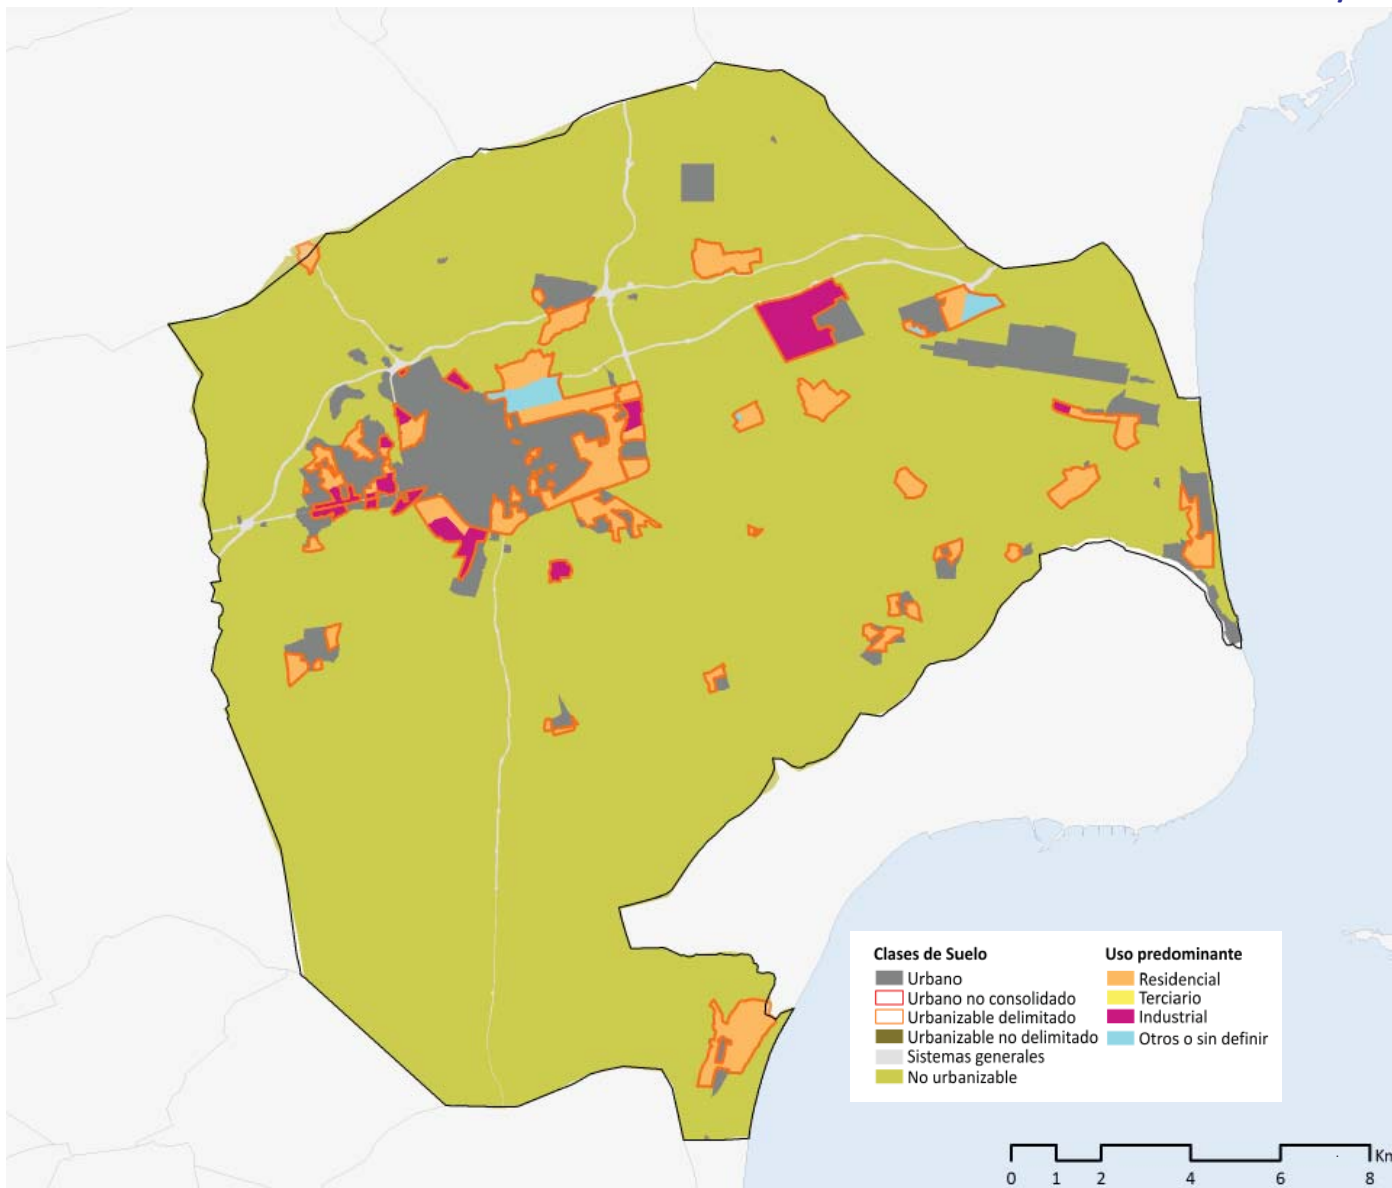 Clases de Suelo
Urbano
Urbano no consolidado
Urbanizable delimitado
Urbanizable no delimitado
Sistemas generales
No urbanizable
Uso predominante
Residencial
Terciario
Industrial
Otros o sin definir
0 1 2 4 6 8